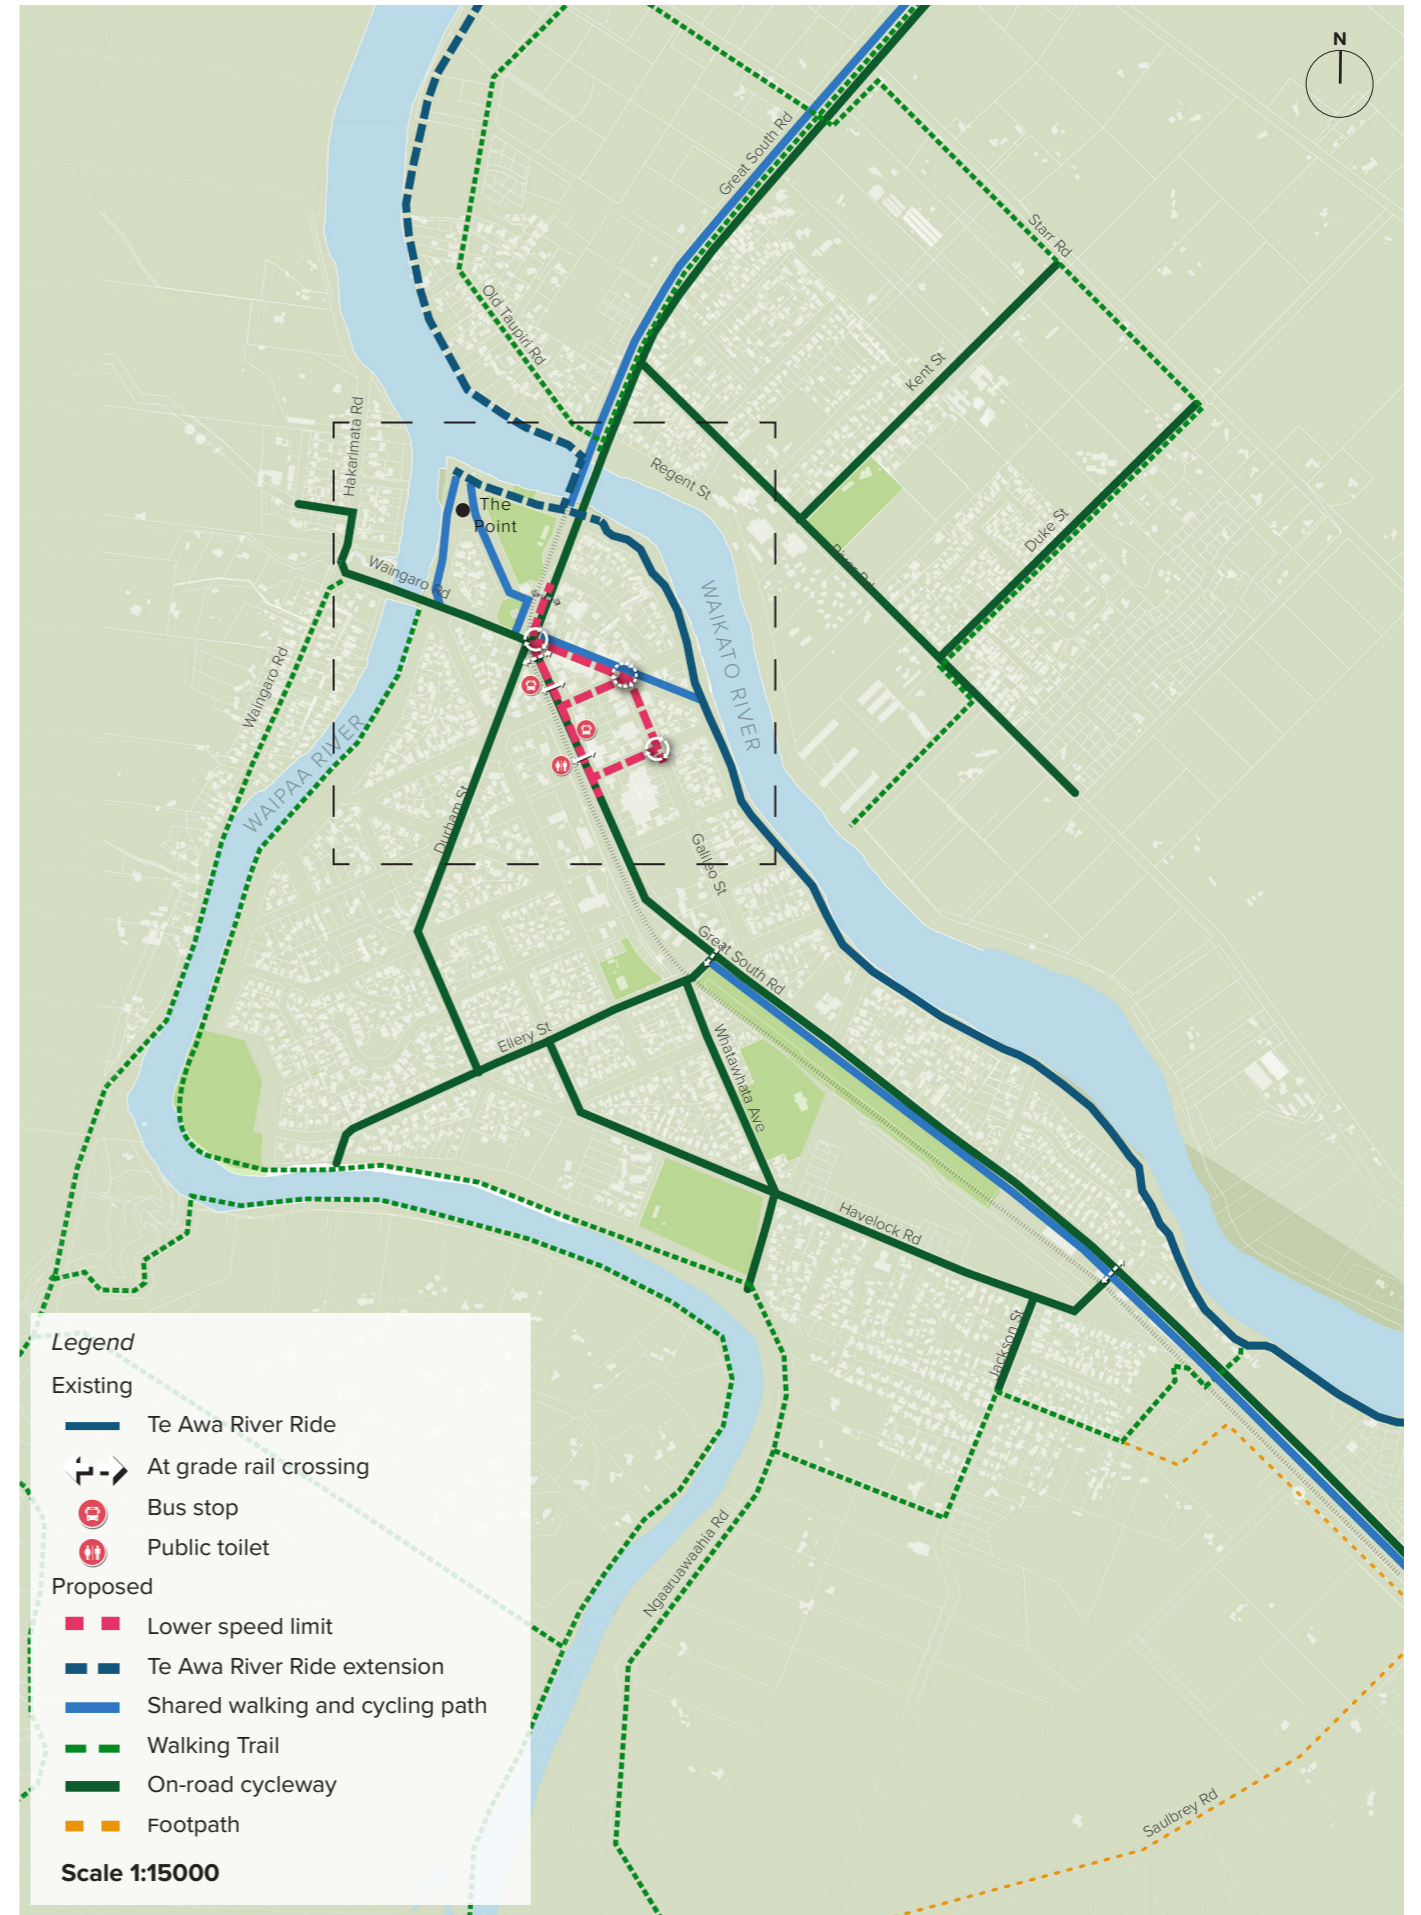 N
Great South Rd
Starr Rd
Old Taupiri Rd
Kent St
Hakarimata Rd
Regent St
The
Point
Duke St
River Rd
Waingaro Rd
WAIKATO RIVER
Waingaro Rd
WAIPAA RIVER
Durham St
Galileo St
Great South Rd
Ellery St
Whatawhata Ave
Havelock Rd
Jackson St
Ngaaruawaahia Rd
Saulbrey Rd
Legend
Existing
Te Awa River Ride
At grade rail crossing
Bus stop
Public toilet
Proposed
Lower speed limit
Te Awa River Ride extension
Shared walking and cycling path
Walking Trail
On-road cycleway
Footpath
Scale 1:15000